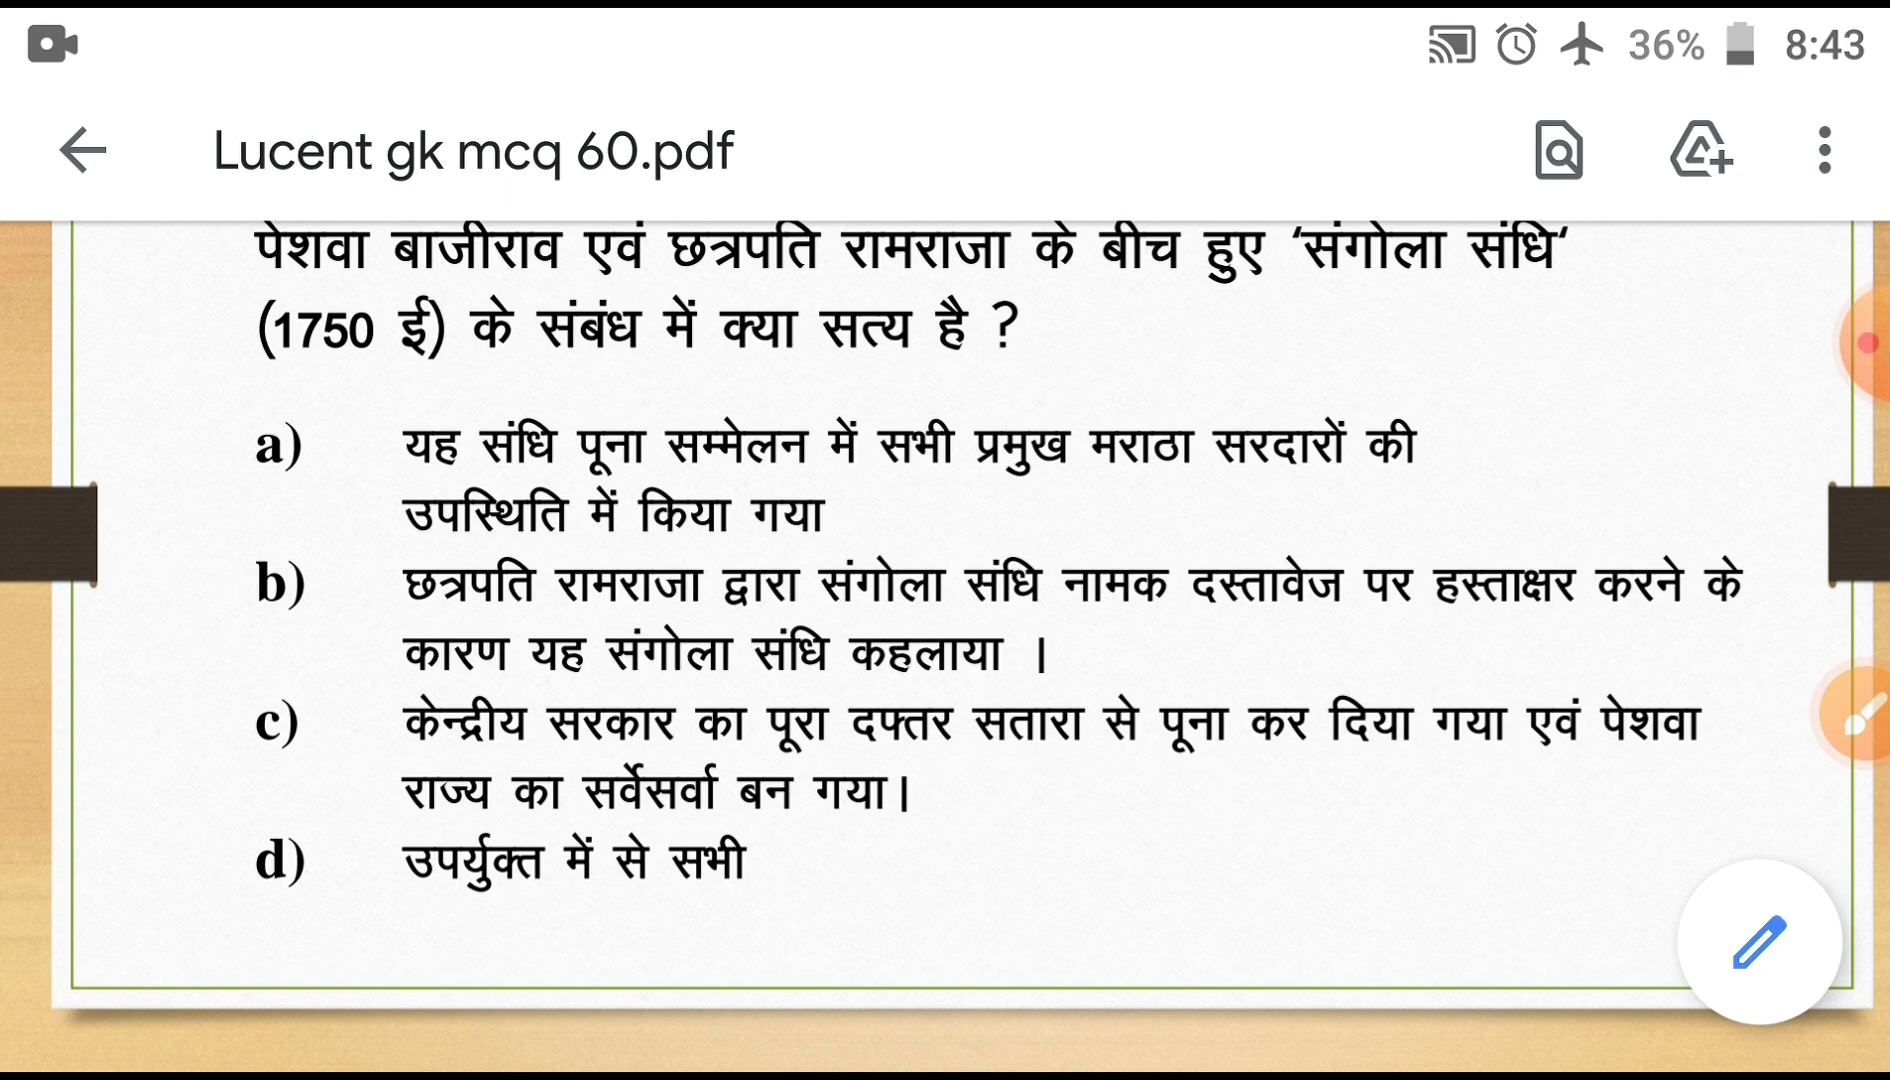 36% 8:43
Lucent gk mcq 60.pdf
पेशवा बाजीराव एवं छत्रपति रामराजा के बीच हुए ‘संगोला संधि‘
(1750 ई) के संबंध में क्या सत्य है ?
a) यह संधि पूना सम्मेलन में सभी प्रमुख मराठा सरदारों की
उपस्थिति में किया गया
b) छत्रपति रामराजा द्वारा संगोला संधि नामक दस्तावेज पर हस्ताक्षर करने के
कारण यह संगोला संधि कहलाया ।
c) केन्द्रीय सरकार का पूरा दफ्तर सतारा से पूना कर दिया गया एवं पेशवा
राज्य का सर्वेसर्वा बन गया।
d) उपर्युक्त में से सभी